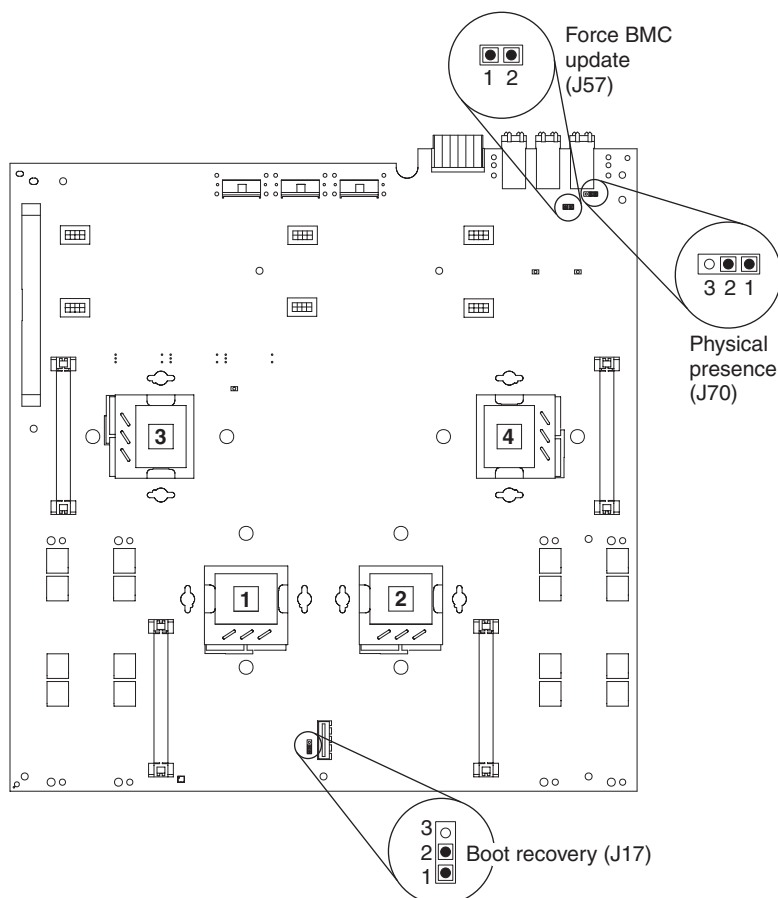 Force BMC
update
(J57)
1 2
3 2 1
Physical
presence
(J70)
3
4
1
2
3
2 Boot recovery (J17)
1